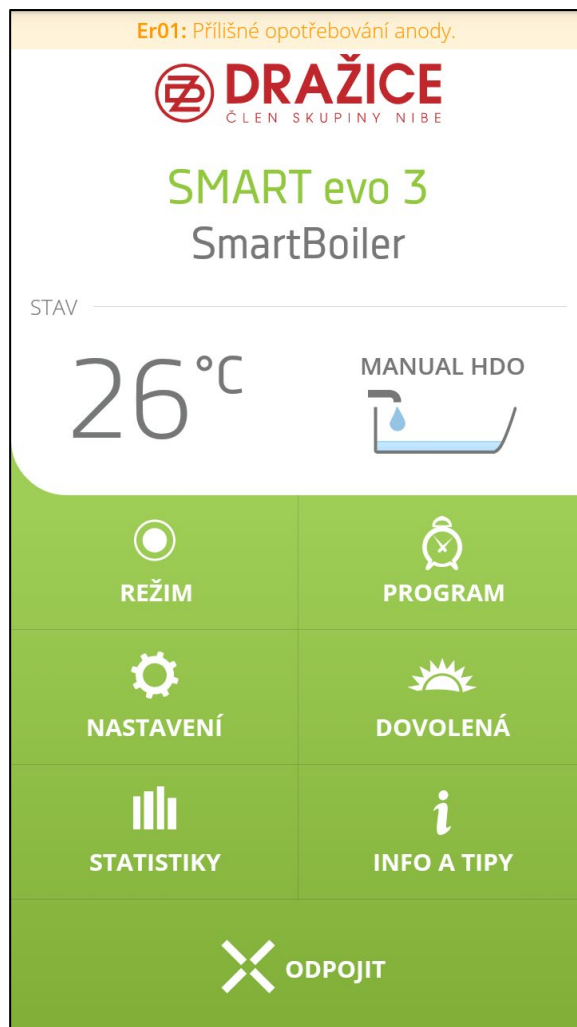 Er01: Přílišné opotřebování anody.
DRAŽICE
ČLEN SKUPINY NIBE
SMART evo 3
SmartBoiler
STAV
26 °C
MANUAL HDO
REŽIM
PROGRAM
NASTAVENÍ
DOVOLENÁ
STATISTIKY
INFO A TIPY
ODPOJIT